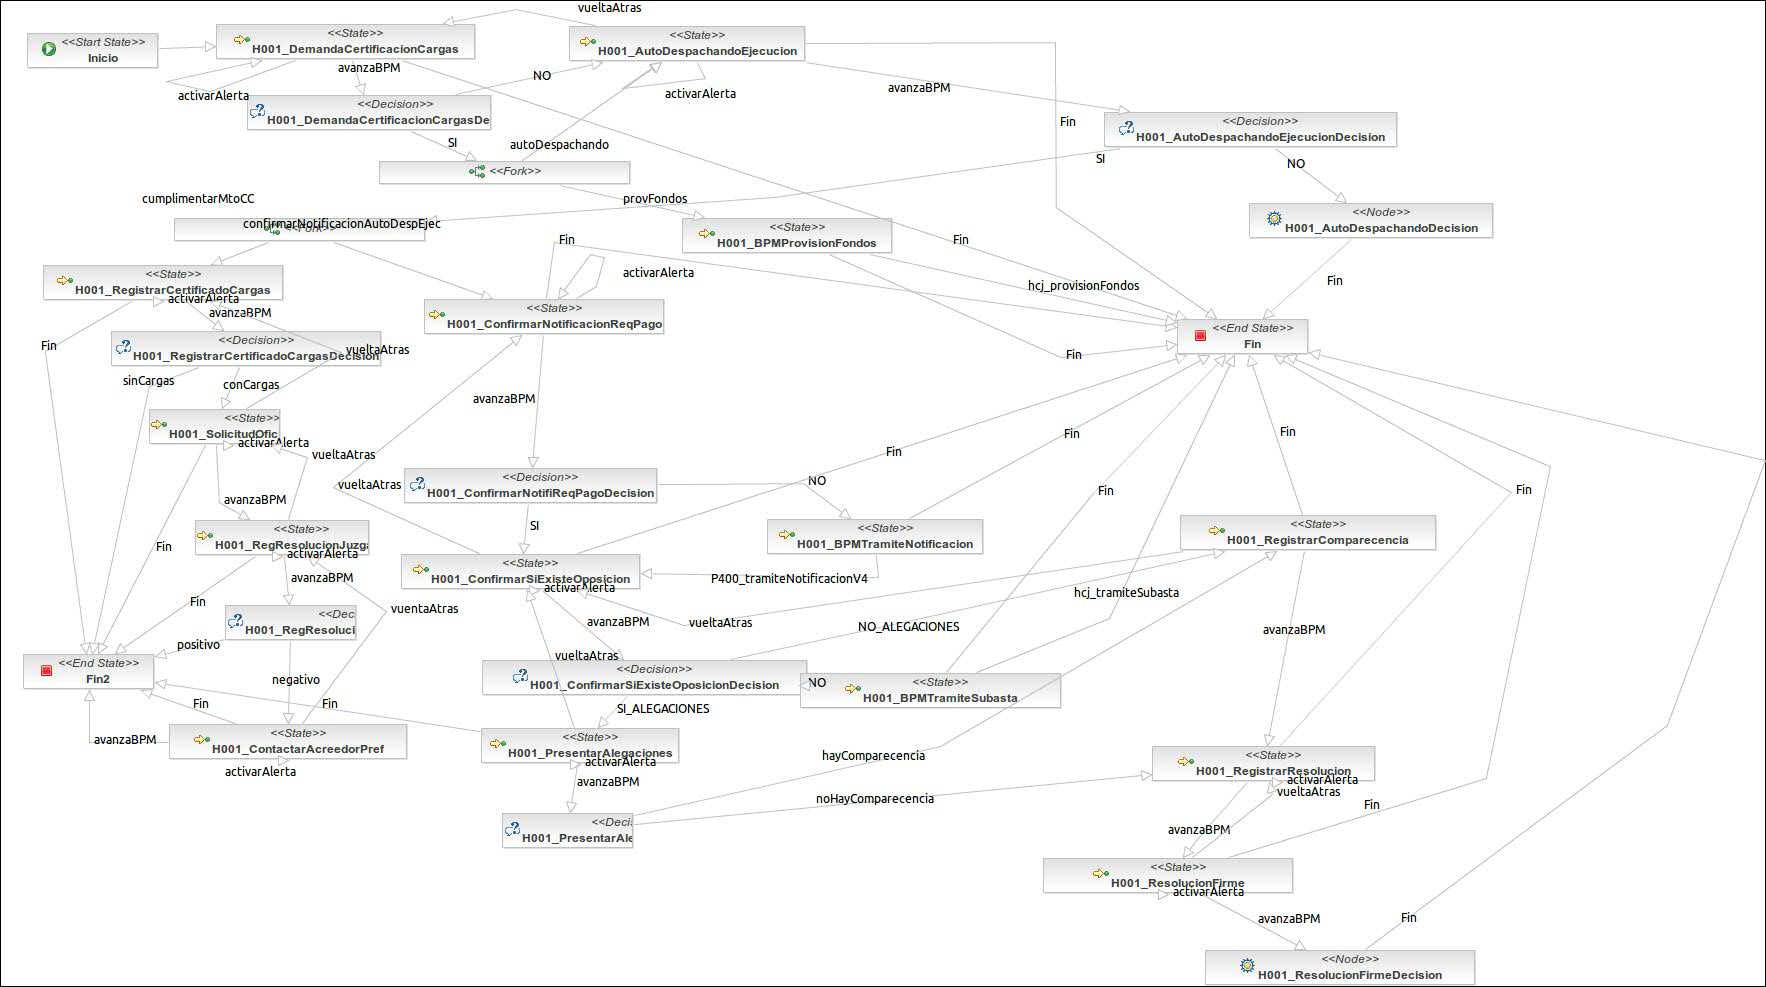 vueltaAtras
<<Start State>>
Inicio
<<State>>
H001_DemandaCertificacionCargas
<<State>>
H001_AutoDespachandoEjecucion
avanzaBPM
NO
activarAlerta
activarAlerta
avanzaBPM
<<Decision>>
H001_DemandaCertificacionCargasDe
Fin
<<Decision>>
H001_AutoDespachandoEjecucionDecision
SI
autoDespachando
SI
NO
<<Fork>>
cumplimentarMtoCC
provFondos
confirmarNotificacionAutoDespEjec
<<Fork>>
<<State>>
H001_BPMProvisionFondos
<<Node>>
H001_AutoDespachandoDecision
Fin
Fin
activarAlerta
Fin
hcj_provisionFondos
<<State>>
H001_RegistrarCertificadoCargas
activarAlerta
avanzaBPM
<<State>>
H001_ConfirmarNotificacionReqPago
<<End State>>
Fin
Fin
<<Decision>>
H001_RegistrarCertificadoCargasDecision
vueltaAtras
Fin
sinCargas
conCargas
avanzaBPM
<<State>>
H001_SolicitudOfic
activarAlerta
vueltaAtras
Fin
Fin
Fin
<<Decision>>
H001_ConfirmarNotifiReqPagoDecision
vueltaAtras
NO
Fin
Fin
avanzaBPM
SI
<<State>>
H001_RegResolucionJuzga
activarAlerta
<<State>>
H001_BPMTramiteNotificacion
<<State>>
H001_RegistrarComparecencia
Fin
<<State>>
H001_ConfirmarSiExisteOposicion
activarAlerta
P400_tramiteNotificacionV4
avanzaBPM
hcj_tramiteSubasta
Fin
vuentaAtras
<<Deci
H001_RegResoluci
avanzaBPM
vueltaAtras
NO_ALEGACIONES
avanzaBPM
positivo
vueltaAtras
<<End State>>
Fin2
<<Decision>>
H001_ConfirmarSiExisteOposicionDecision
NO
<<State>>
H001_BPMTramiteSubasta
negativo
Fin
Fin
SI_ALEGACIONES
avanzaBPM
<<State>>
H001_ContactarAcreedorPref
activarAlerta
<<State>>
H001_PresentarAlegaciones
activarAlerta
hayComparecencia
<<State>>
H001_RegistrarResolucion
activarAlerta
vueltaAtras
avanzaBPM
noHayComparecencia
Fin
<<Decis
H001_PresentarAle
avanzaBPM
<<State>>
H001_ResolucionFirme
activarAlerta
avanzaBPM
Fin
<<Node>>
H001_ResolucionFirmeDecision